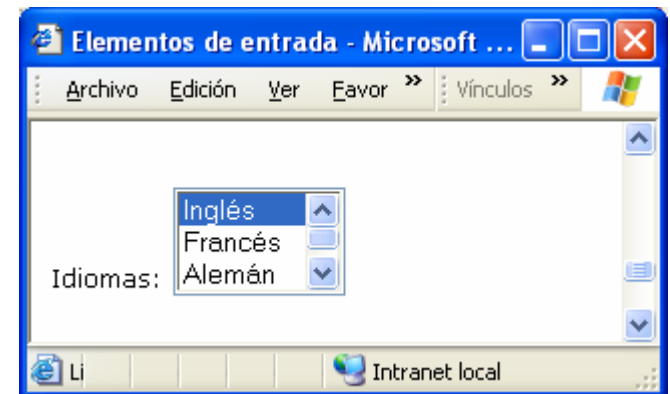 Elementos de entrada - Microsoft ...
Archivo Edición Ver Favor » Vínculos »
Inglés
Francés
Idiomas: Alemán
Li Intranet local